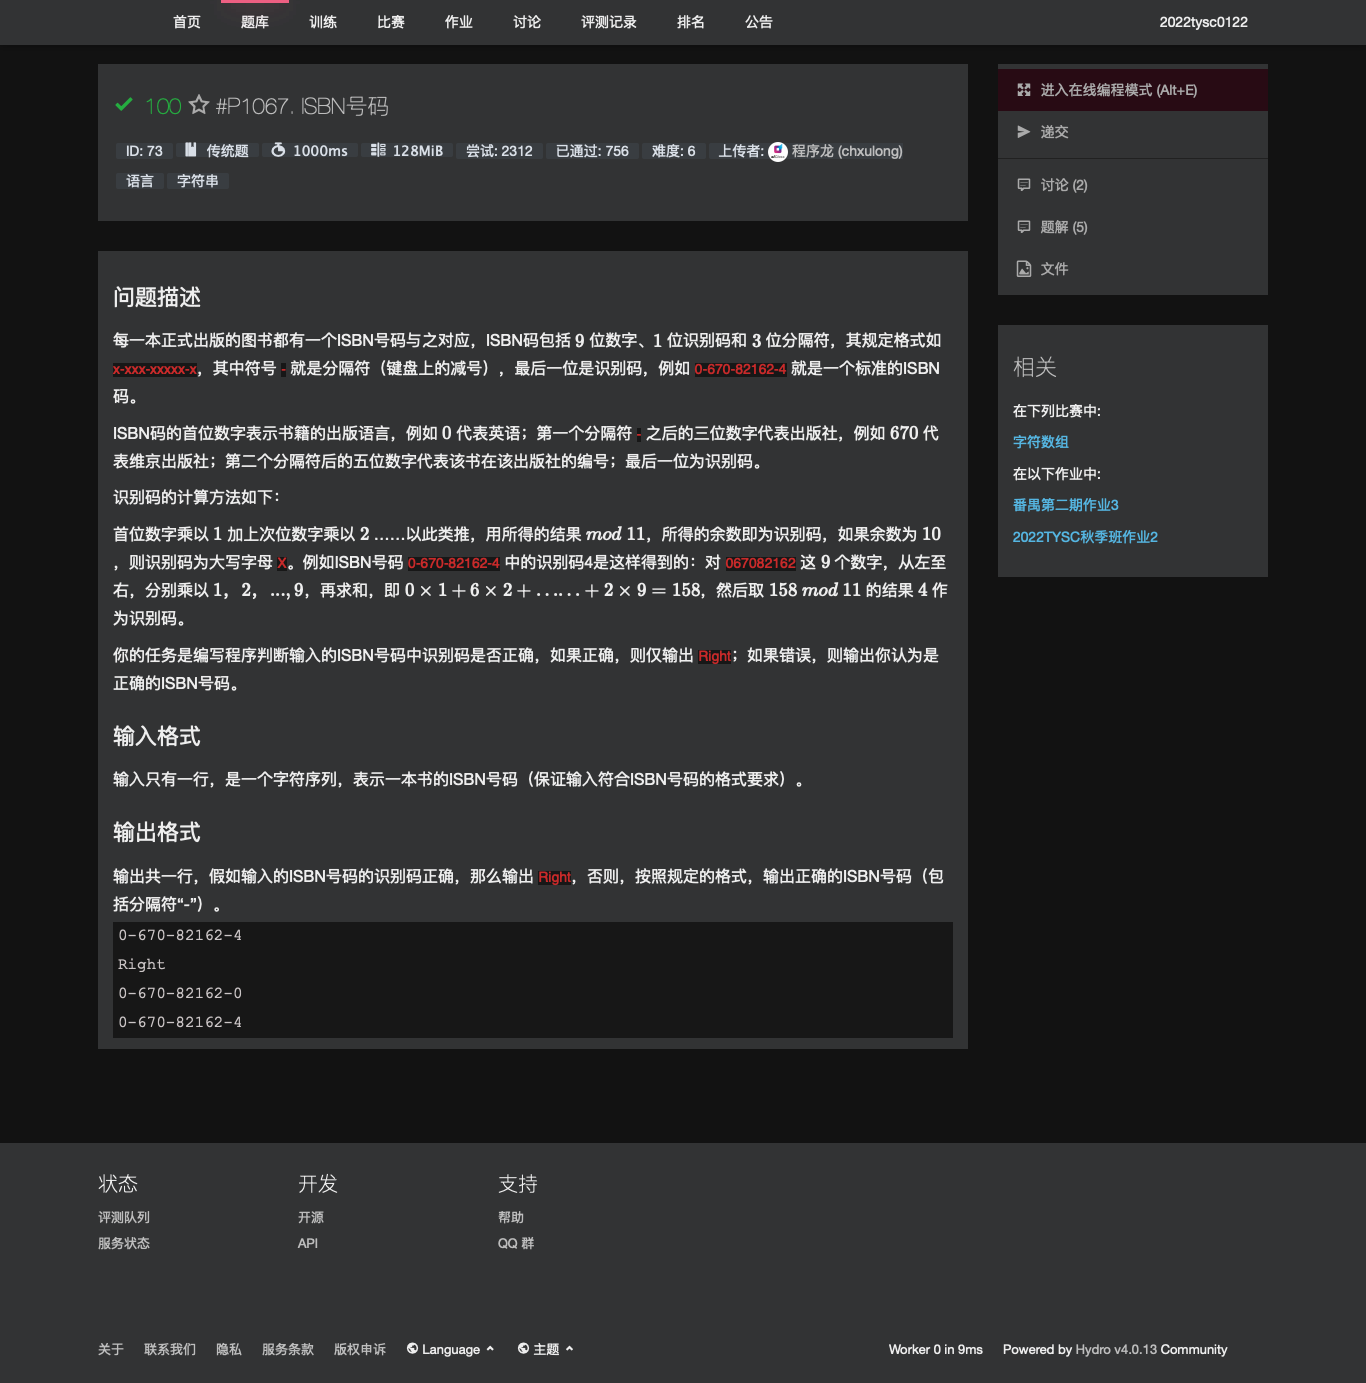 首页 题库 训练 比赛 作业 讨论 评测记录 排名 公告 2022tysc0122
100 #P1067. ISBN号码
ID: 73 传统题 1000ms 128MiB 尝试: 2312 已通过: 756 难度: 6 上传者: 程序龙 (chxulong)
语言 字符串
问题描述
每一本正式出版的图书都有一个ISBN号码与之对应，ISBN码包括 9 位数字、1 位识别码和 3 位分隔符，其规定格式如
x-xxx-xxxxx-x，其中符号 - 就是分隔符（键盘上的减号），最后一位是识别码，例如 0-670-82162-4 就是一个标准的ISBN
码。
ISBN码的首位数字表示书籍的出版语言，例如 0 代表英语；第一个分隔符 - 之后的三位数字代表出版社，例如 670 代
表维京出版社；第二个分隔符后的五位数字代表该书在该出版社的编号；最后一位为识别码。
识别码的计算方法如下：
首位数字乘以 1 加上次位数字乘以 2 ……以此类推，用所得的结果 mod 11，所得的余数即为识别码，如果余数为 10
，则识别码为大写字母 X。例如ISBN号码 0-670-82162-4 中的识别码4是这样得到的：对 067082162 这 9 个数字，从左至
右，分别乘以 1，2，...,9，再求和，即 0 × 1 + 6 × 2 + …… + 2 × 9 = 158，然后取 158 mod 11 的结果 4 作
为识别码。
你的任务是编写程序判断输入的ISBN号码中识别码是否正确，如果正确，则仅输出 Right；如果错误，则输出你认为是
正确的ISBN号码。
输入格式
输入只有一行，是一个字符序列，表示一本书的ISBN号码（保证输入符合ISBN号码的格式要求）。
输出格式
输出共一行，假如输入的ISBN号码的识别码正确，那么输出 Right，否则，按照规定的格式，输出正确的ISBN号码（包
括分隔符“-”）。
0-670-82162-4
Right
0-670-82162-0
0-670-82162-4
进入在线编程模式 (Alt+E)
递交
讨论 (2)
题解 (5)
文件
相关
在下列比赛中:
字符数组
在以下作业中:
番禺第二期作业3
2022TYSC秋季班作业2
状态 开发 支持
评测队列 开源 帮助
服务状态 API QQ 群
关于 联系我们 隐私 服务条款 版权申诉 Language 主题 Worker 0 in 9ms Powered by Hydro v4.0.13 Community